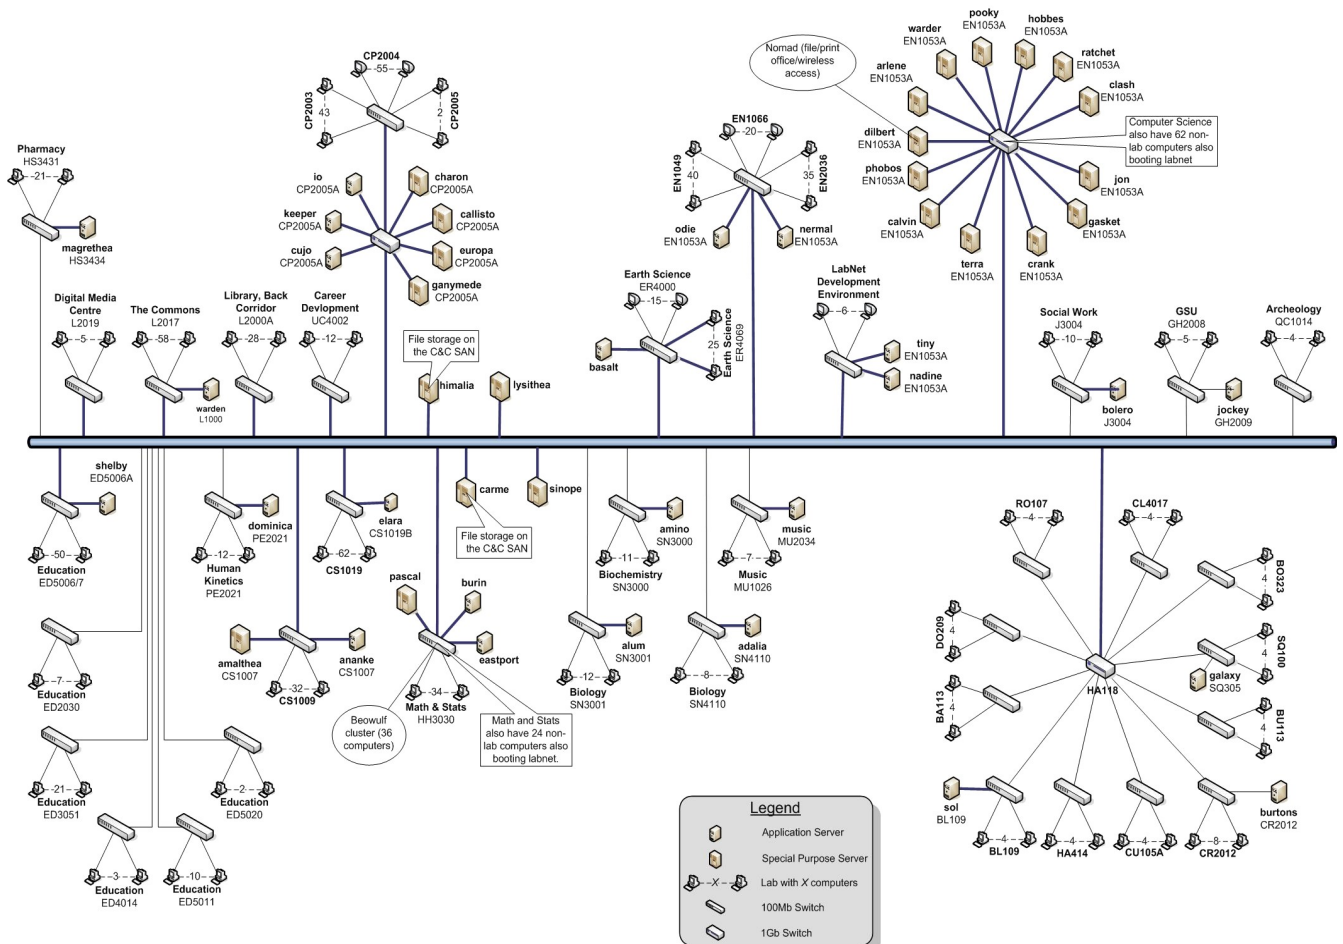 Pharmacy
HS3431
-21-
magrethea
HS3434
CP2004
-55-
CP2003
43
2
CP2005
io
CP2005A
charon
CP2005A
keeper
CP2005A
callisto
CP2005A
cujo
CP2005A
europa
CP2005A
ganymede
CP2005A
Digital Media
Centre
L2019
-5-
The Commons
L2017
-58-
warden
L1000
Library, Back
Corridor
L2000A
-28-
Career
Devlopment
UC4002
-12-
File storage on
the C&C SAN
himalia
lysithea
EN1066
-20-
EN1049
40
35
EN2036
odie
EN1053A
nermal
EN1053A
Earth Science
ER4000
-15-
basalt
25
Earth Science
ER4069
LabNet
Development
Environment
-6-
tiny
EN1053A
nadine
EN1053A
Nomad (file/print
office/wireless
access)
warder
EN1053A
pooky
EN1053A
hobbes
EN1053A
ratchet
EN1053A
arlene
EN1053A
clash
EN1053A
dilbert
EN1053A
Computer Science
also have 62 non-
lab computers also
booting labnet
phobos
EN1053A
jon
EN1053A
calvin
EN1053A
gasket
EN1053A
terra
EN1053A
crank
EN1053A
Social Work
J3004
-10-
bolero
J3004
GSU
GH2008
-5-
jockey
GH2009
Archeology
QC1014
-4-
shelby
ED5006A
-50-
Education
ED5006/7
-7-
Education
ED2030
-21-
Education
ED3051
-3-
Education
ED4014
-10-
Education
ED5011
-2-
Education
ED5020
dominica
PE2021
-12-
Human
Kinetics
PE2021
amalthea
CS1007
ananke
CS1007
-32-
CS1009
elara
CS1019B
-62-
CS1019
carme
File storage on
the C&C SAN
sinope
pascal
burin
eastport
-34-
Math & Stats
HH3030
Beowulf
cluster (36
computers)
Math and Stats
also have 24 non-
lab computers also
booting labnet.
amino
SN3000
-11-
Biochemistry
SN3000
alum
SN3001
-12-
Biology
SN3001
music
MU2034
-7-
Music
MU1026
adalia
SN4110
-8-
Biology
SN4110
RO107
-4-
CL4017
-4-
BO323
4
DO209
4
SQ100
4
galaxy
SQ305
HA118
BA113
4
BU113
4
sol
BL109
-4-
BL109
-4-
HA414
-4-
CU105A
-8-
CR2012
burtons
CR2012
Legend
Application Server
Special Purpose Server
-X- Lab with X computers
100Mb Switch
1Gb Switch